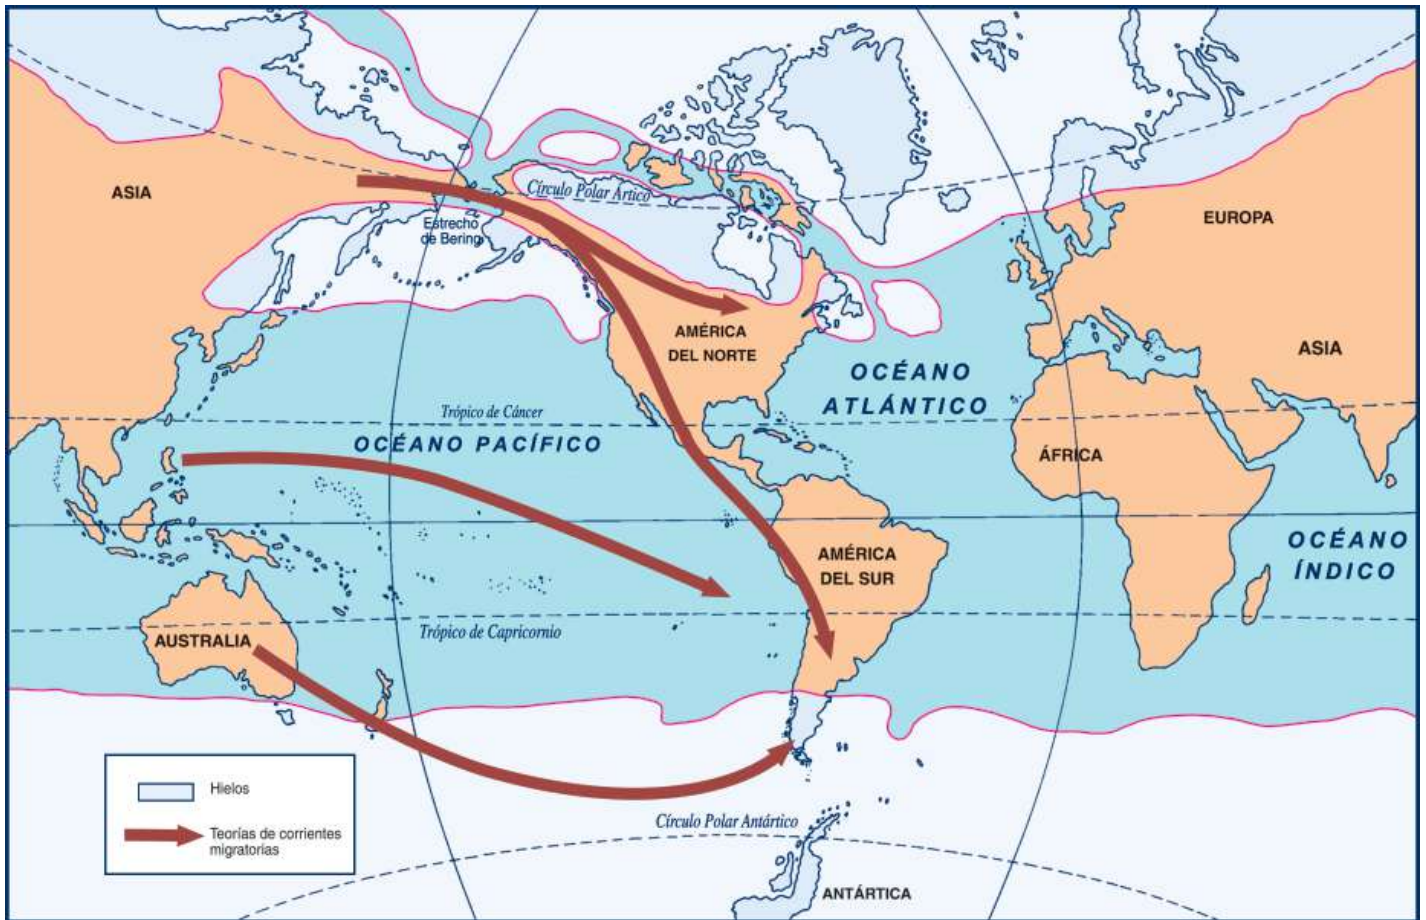 Círculo Polar Artico
ASIA
EUROPA
Estrecho
de Bering
AMÉRICA
DEL NORTE
ASIA
OCÉANO
ATLÁNTICO
Trópico de Cáncer
OCÉANO PACÍFICO
ÁFRICA
OCÉANO
ÍNDICO
AMÉRICA
DEL SUR
Trópico de Capricornio
AUSTRALIA
Hielos
Teorías de corrientes
migratorias
Círculo Polar Antártico
ANTÁRTICA